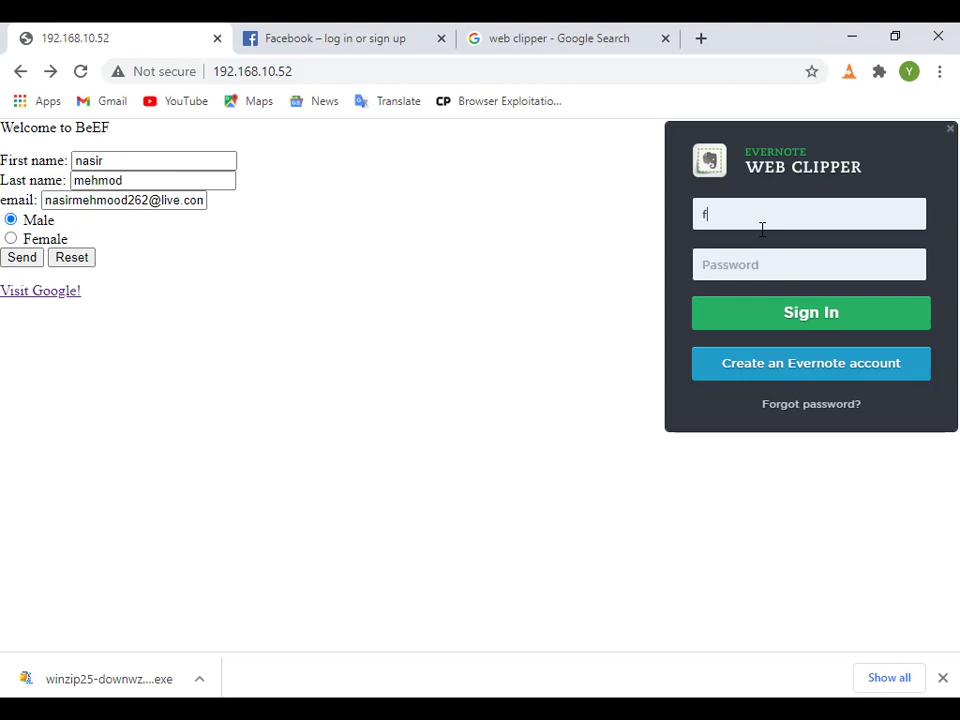 192.168.10.52
Facebook – log in or sign up
web clipper - Google Search
Not secure
192.168.10.52
Y
Apps
Gmail
YouTube
Maps
News
Translate
CP Browser Exploitatio...
Welcome to BeEF
First name: nasir
Last name: mehmod
email: nasirmehmood262@live.com
Male
Female
Send
Reset
Visit Google!
EVERNOTE
WEB CLIPPER
f
Password
Sign In
Create an Evernote account
Forgot password?
winzip25-downwz....exe
Show all